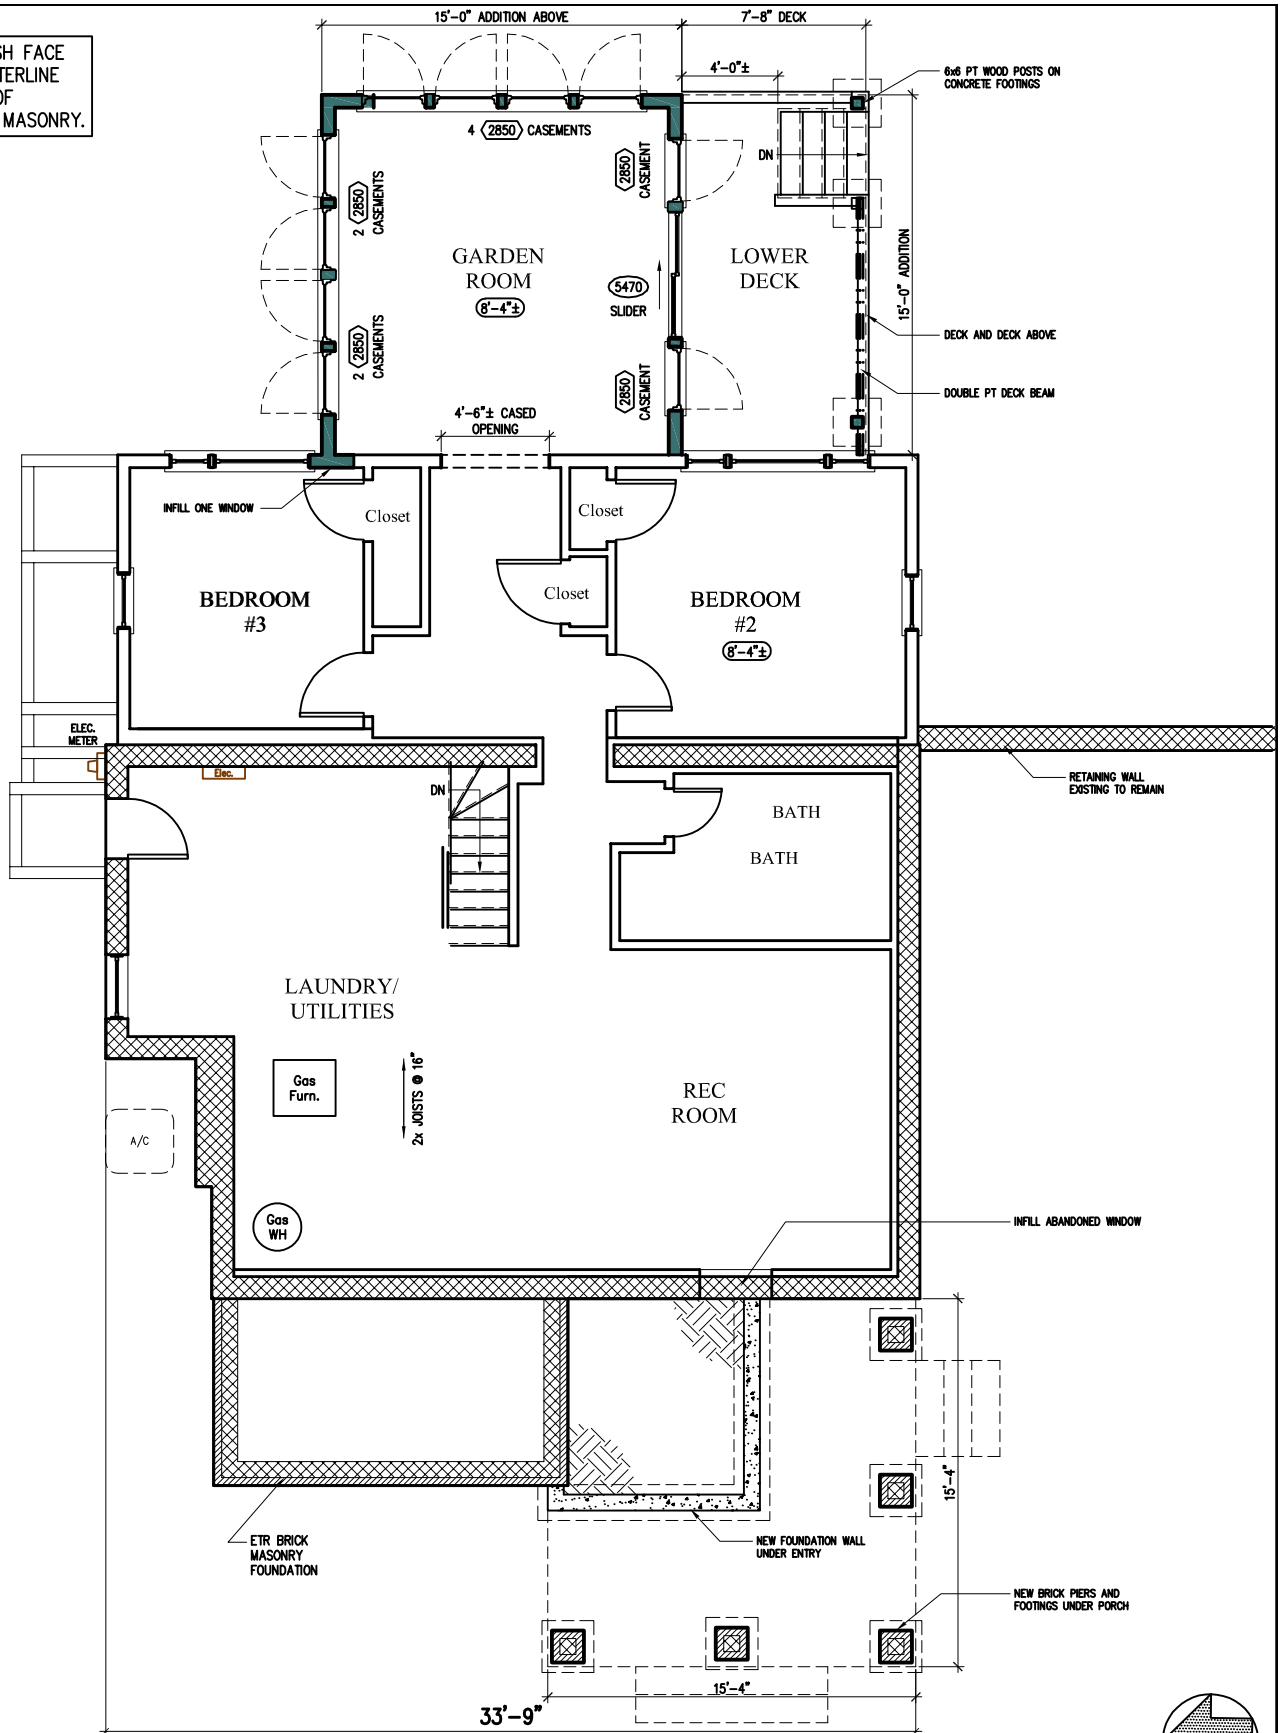 15'-0" ADDITION ABOVE
7'-8" DECK
SH FACE
TERLINE
OF
MASONRY.
4'-0"±
6x6 PT WOOD POSTS ON
CONCRETE FOOTINGS
4 2850 CASEMENTS
DN
2850
CASEMENT
2 2850
CASEMENTS
GARDEN
ROOM
8'-4"±
5470
SLIDER
LOWER
DECK
15'-0" ADDITION
DECK AND DECK ABOVE
2 2850
CASEMENTS
2850
CASEMENT
DOUBLE PT DECK BEAM
4'-6"± CASED
OPENING
INFILL ONE WINDOW
Closet
Closet
Closet
BEDROOM
#3
BEDROOM
#2
8'-4"±
ELEC.
METER
Elec.
RETAINING WALL
EXISTING TO REMAIN
DN
BATH
BATH
LAUNDRY/
UTILITIES
2x JOISTS @ 16"
Gas
Furn.
REC
ROOM
A/C
Gas
WH
INFILL ABANDONED WINDOW
15'-4"
ETR BRICK
MASONRY
FOUNDATION
NEW FOUNDATION WALL
UNDER ENTRY
NEW BRICK PIERS AND
FOOTINGS UNDER PORCH
15'-4"
33'-9"